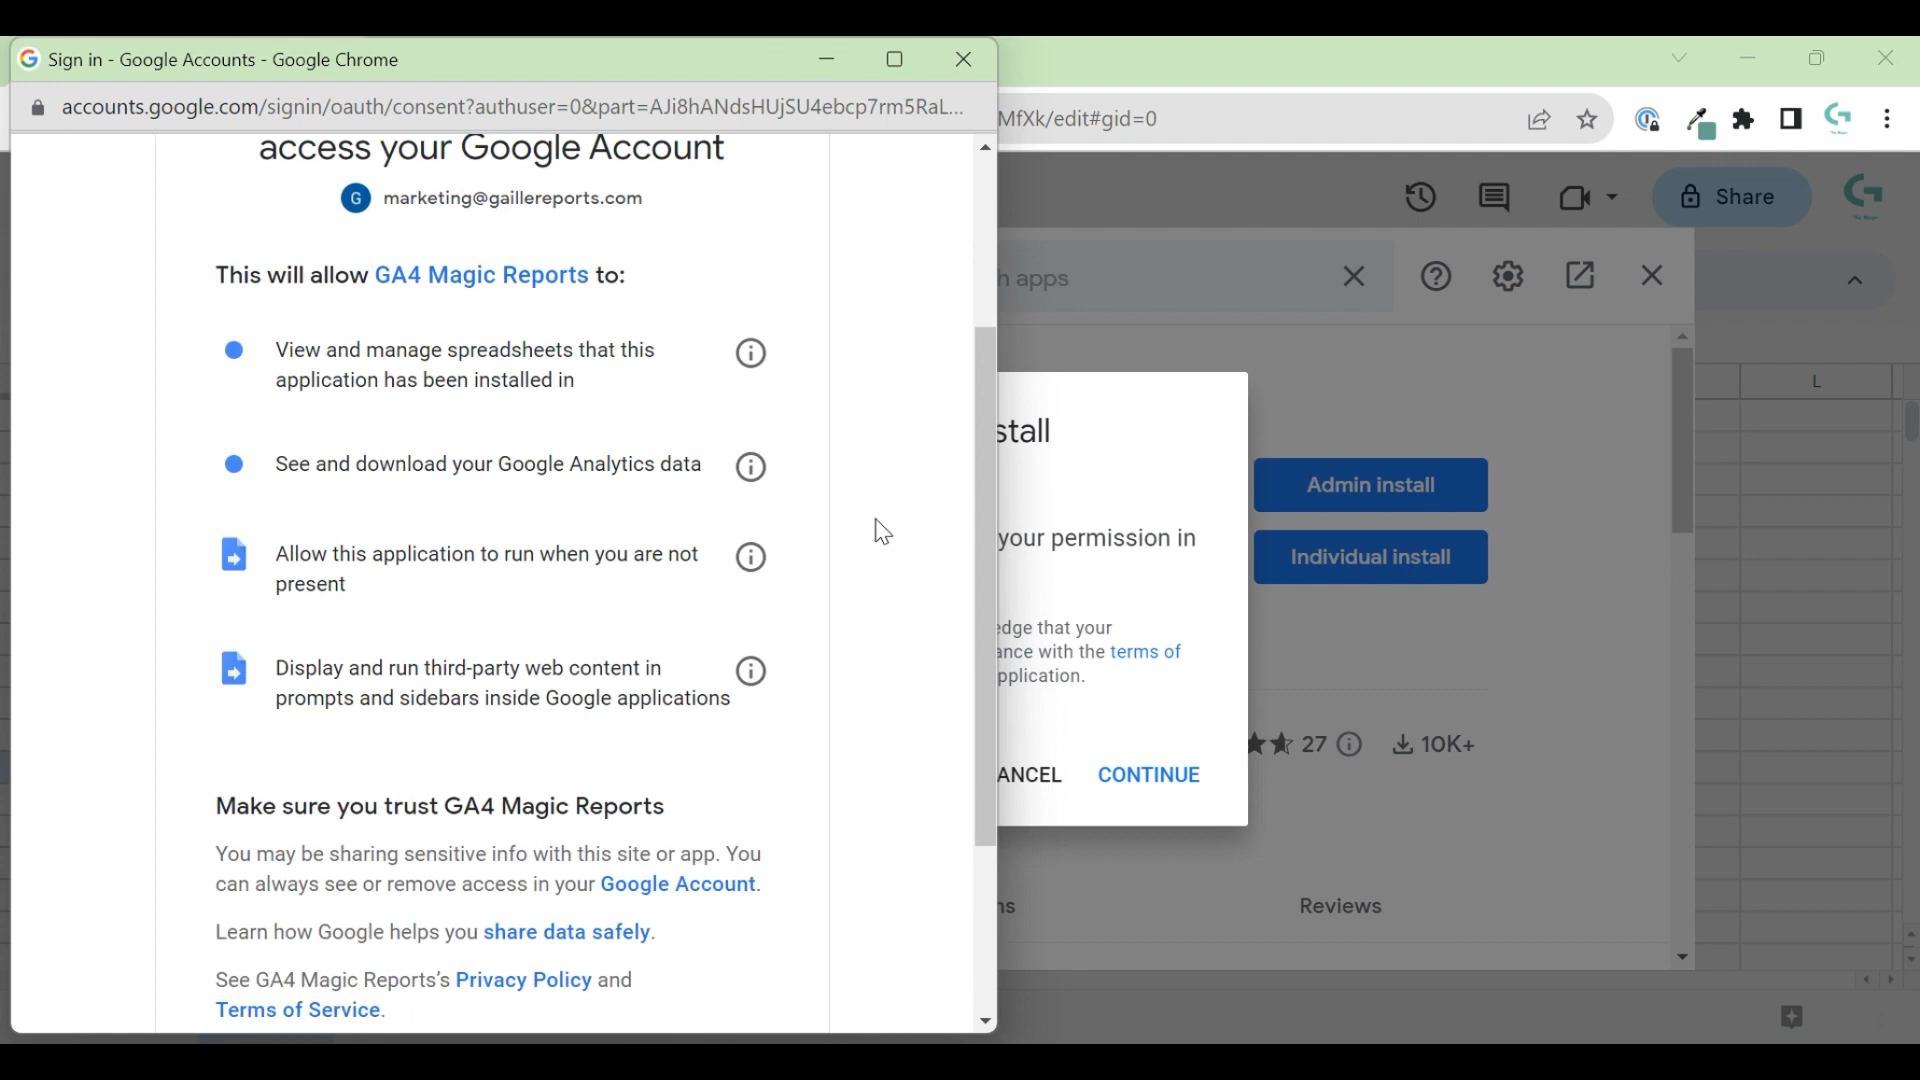 Sign in - Google Accounts - Google Chrome
accounts.google.com/signin/oauth/consent?authuser=0&part=AJi8hANdsHUjSU4ebcp7rm5RaL...
MfXk/edit#gid=0
access your Google Account
G marketing@gaillereports.com
This will allow GA4 Magic Reports to:
View and manage spreadsheets that this
application has been installed in
See and download your Google Analytics data
Allow this application to run when you are not
present
Display and run third-party web content in
prompts and sidebars inside Google applications
Make sure you trust GA4 Magic Reports
You may be sharing sensitive info with this site or app. You
can always see or remove access in your Google Account.
Learn how Google helps you share data safely.
See GA4 Magic Reports's Privacy Policy and
Terms of Service.
Share
h apps
L
stall
your permission in
edge that your
ance with the terms of
pplication.
ANCEL CONTINUE
Admin install
Individual install
27 10K+
ns
Reviews